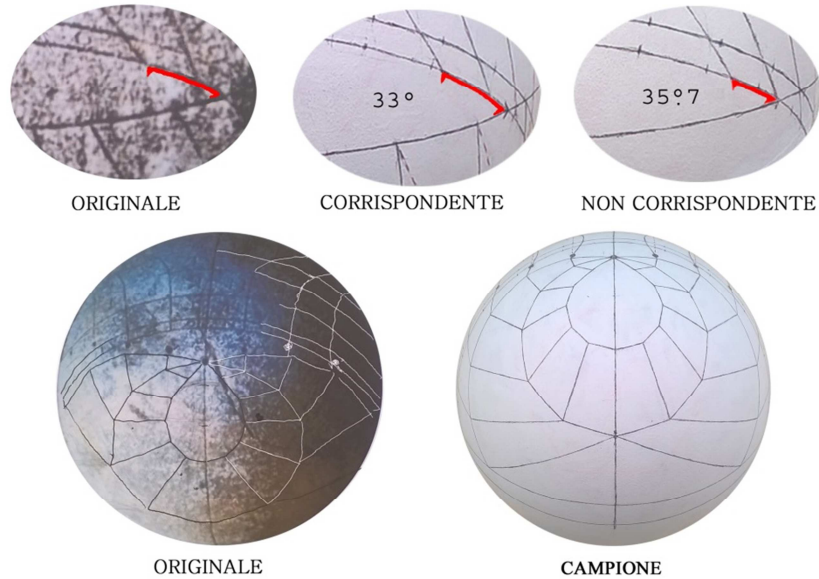 33°
35°.7
ORIGINALE
CORRISPONDENTE
NON CORRISPONDENTE
ORIGINALE
CAMPIONE